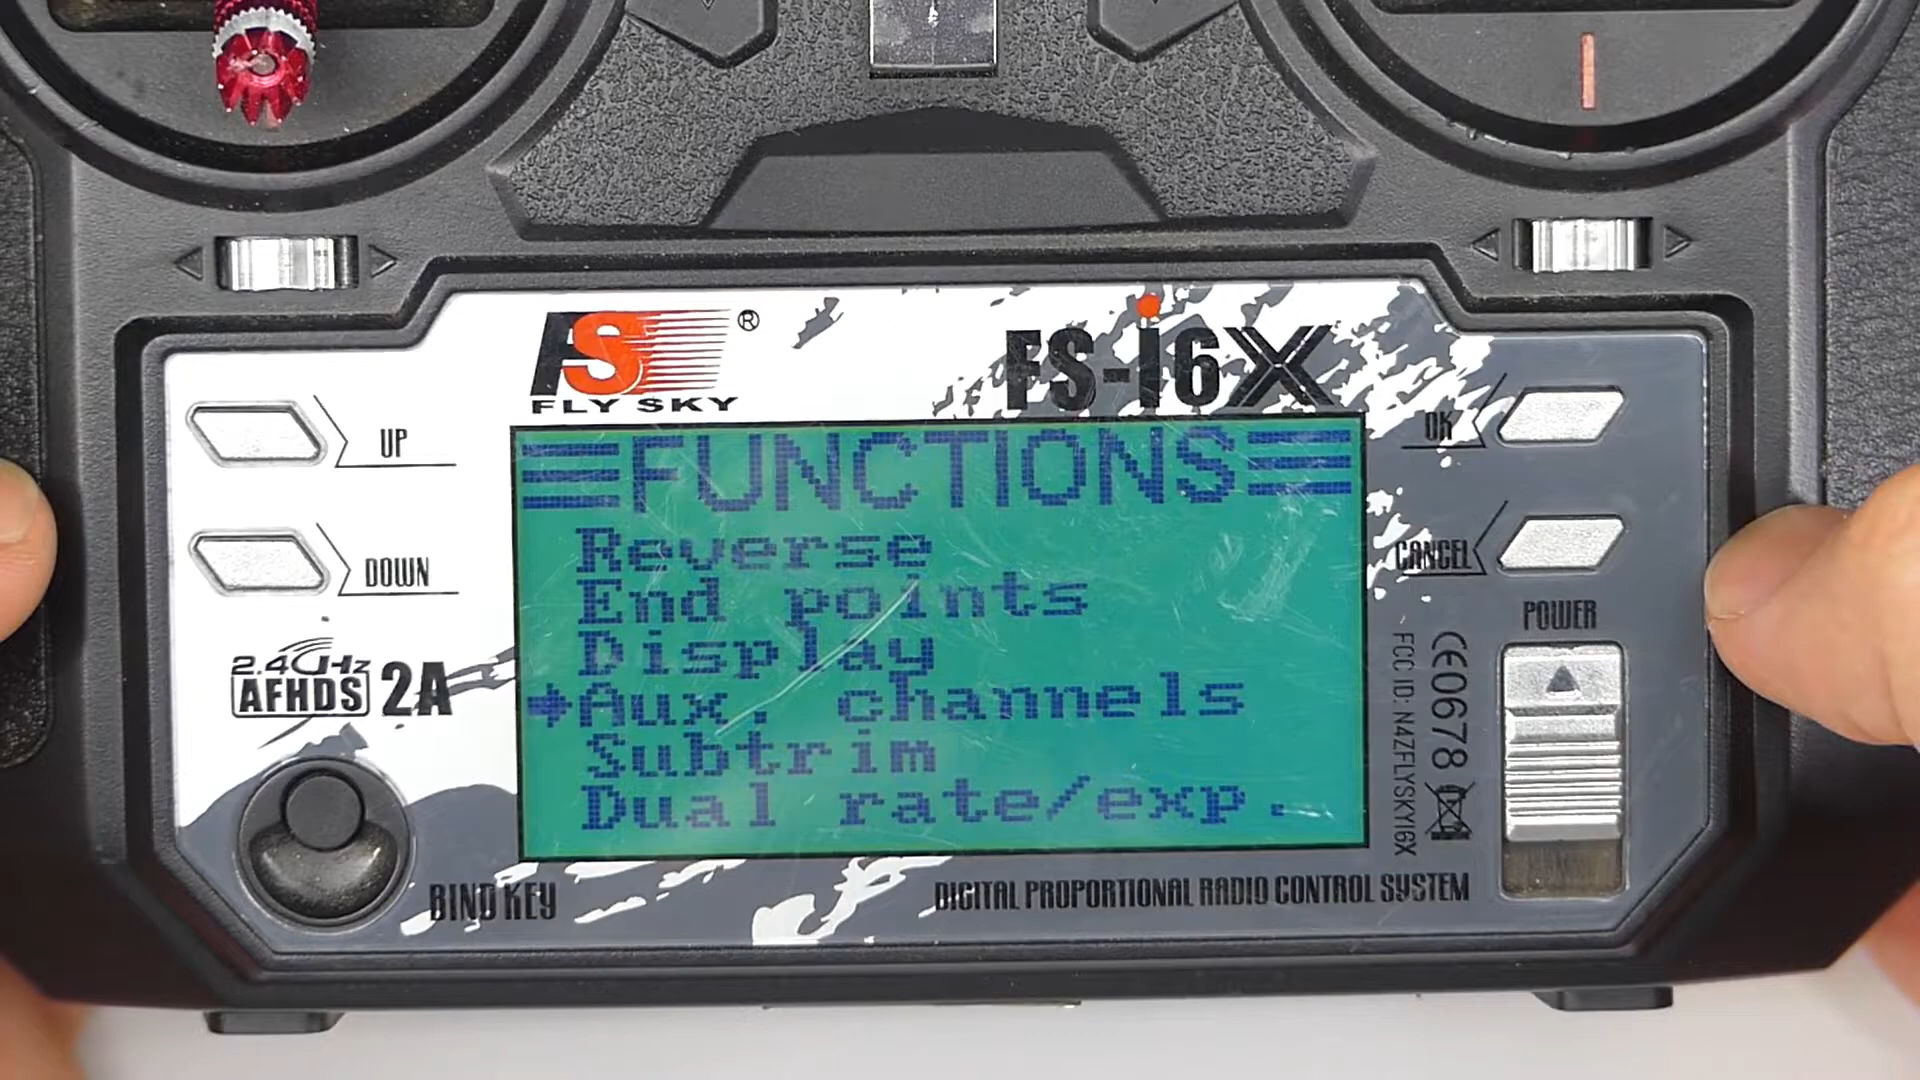 FS ®
FLY SKY
FS-i6X
UP
DOWN
OK
CANCEL
POWER
FUNCTIONS
Reverse
End points
Display
Aux. channels
Subtrim
Dual rate/exp.
2.4GHz
AFHDS 2A
BIND KEY
DIGITAL PROPORTIONAL RADIO CONTROL SYSTEM
CE0678
FCC ID: N4ZFLYSKYI6X